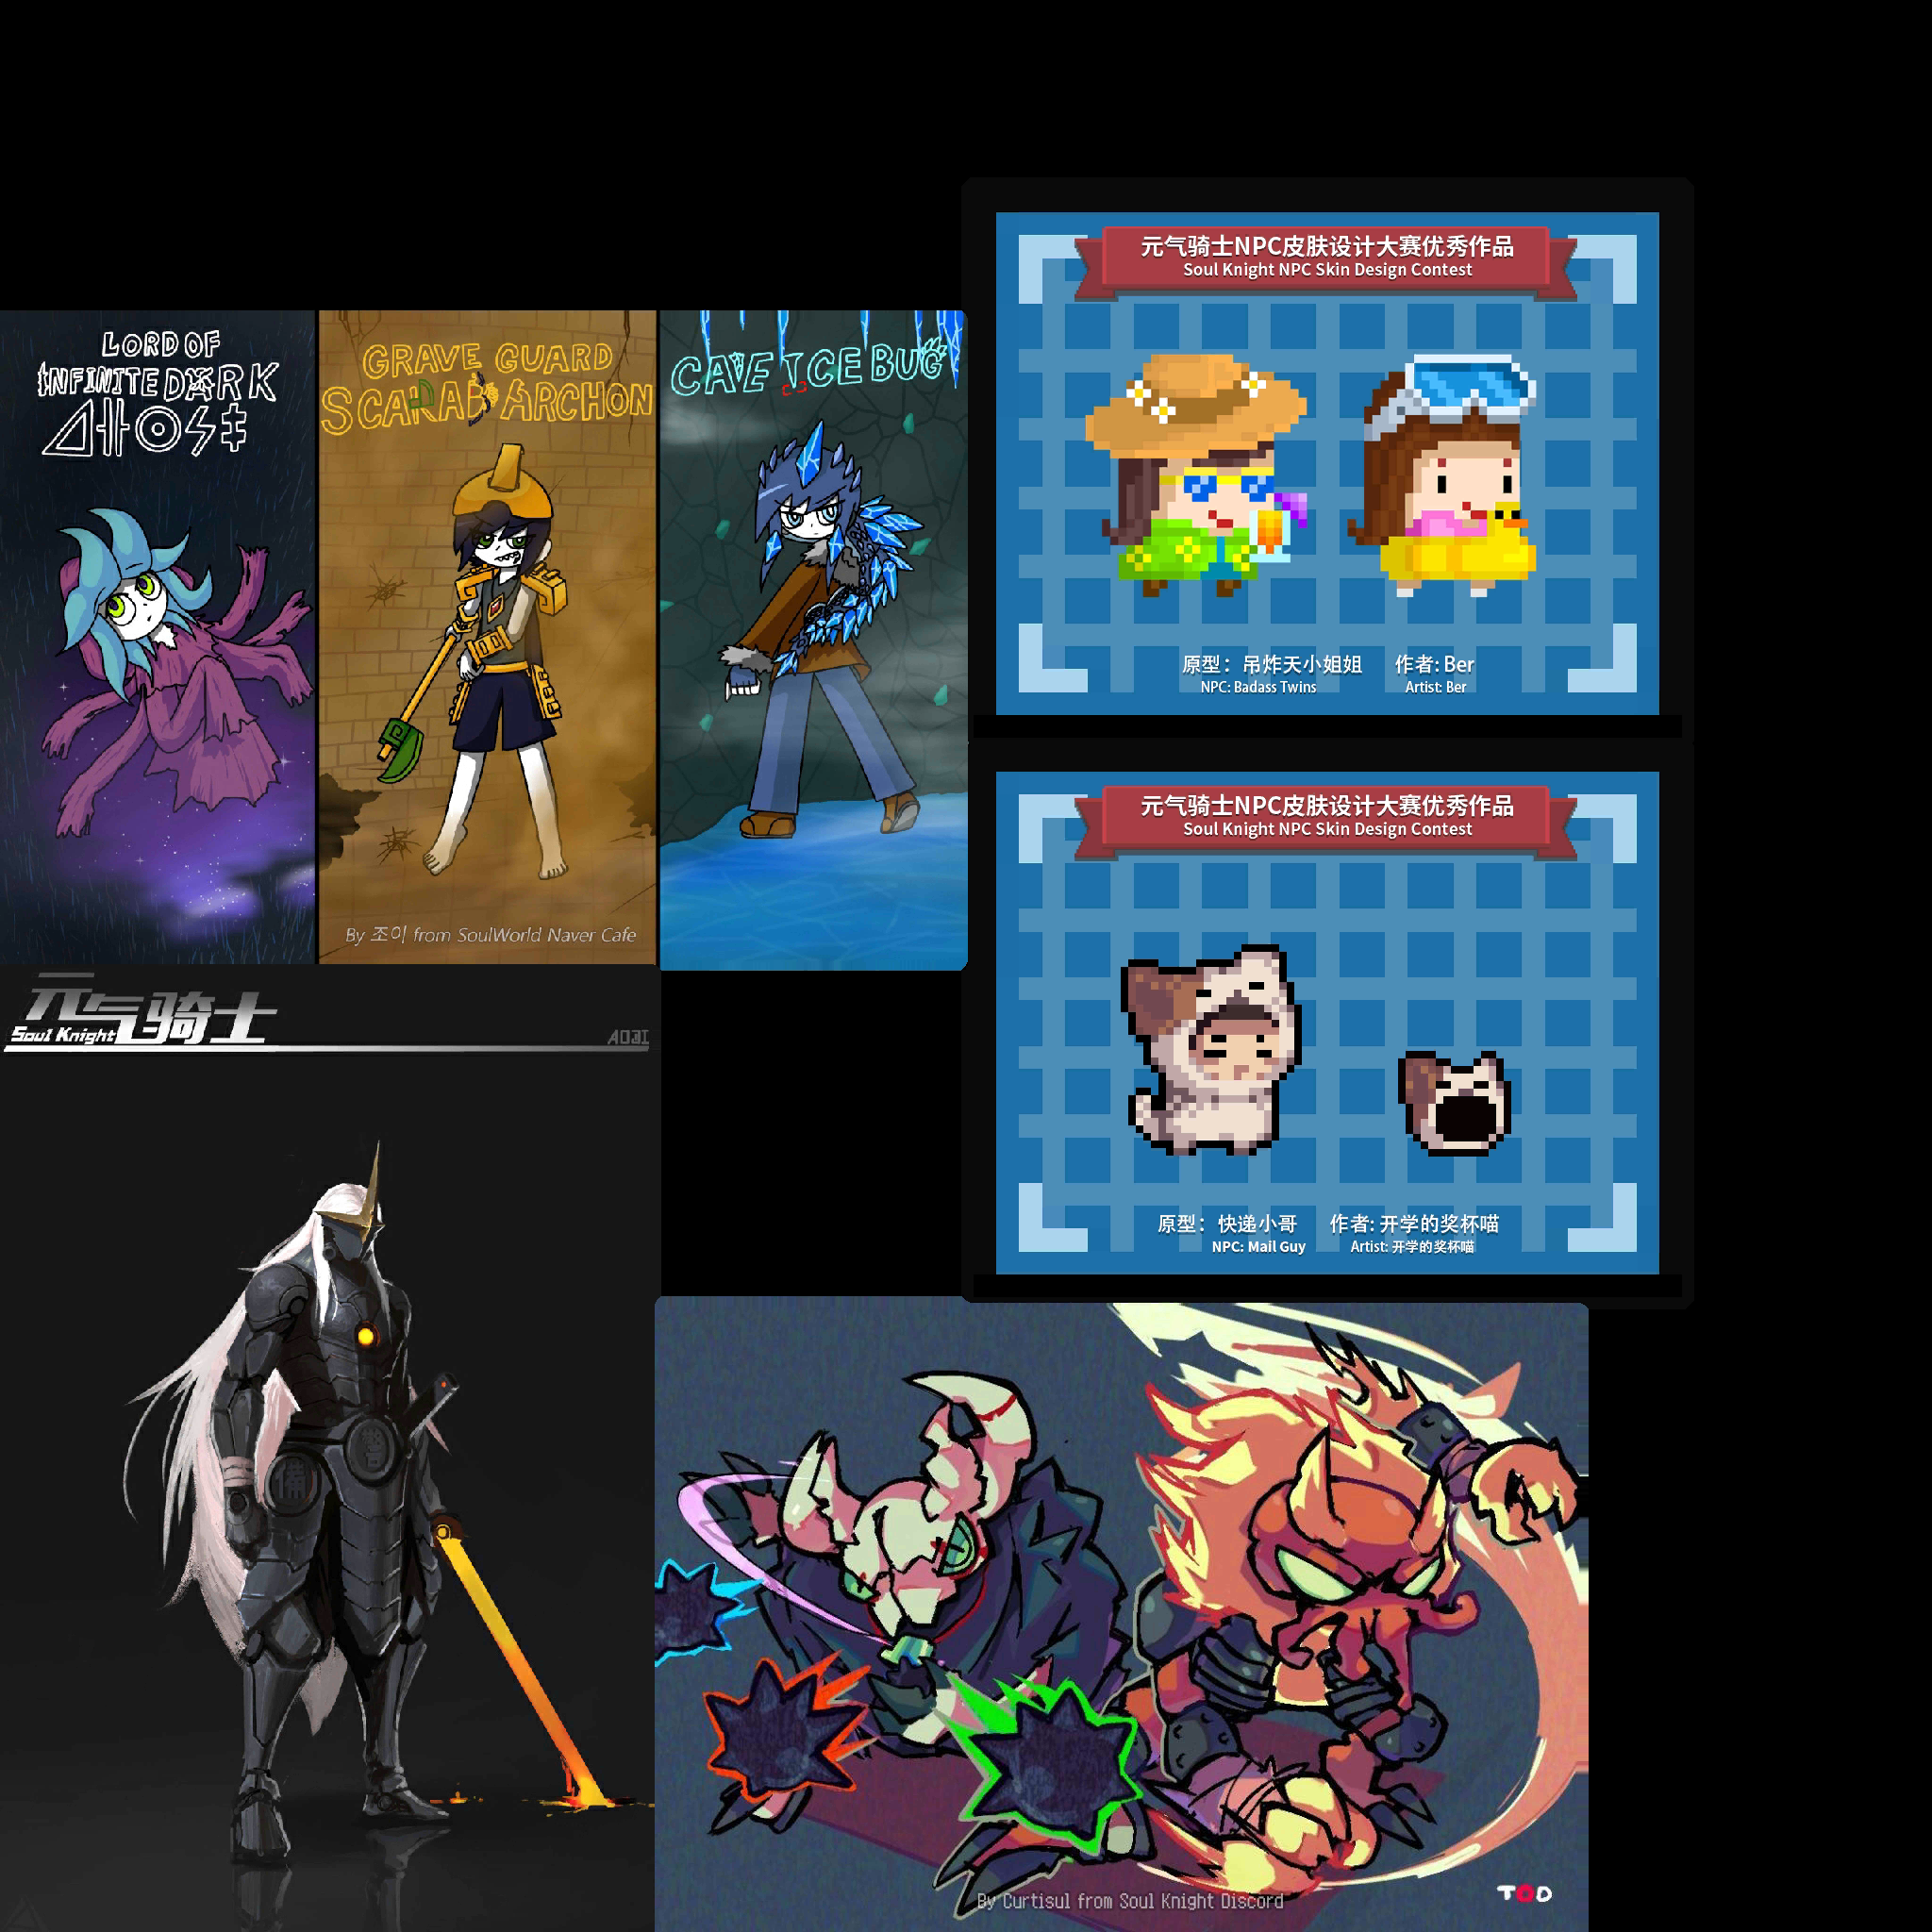 LORD OF
INFINITE DARK
GRAVE GUARD
SCARAB ARCHON
CAVE ICE BUG
By 조이 from SoulWorld Naver Cafe
元气骑士NPC皮肤设计大赛优秀作品
Soul Knight NPC Skin Design Contest
原型：吊炸天小姐姐 作者: Ber
NPC: Badass Twins Artist: Ber
元气骑士NPC皮肤设计大赛优秀作品
Soul Knight NPC Skin Design Contest
原型：快递小哥 作者: 开学的奖杯喵
NPC: Mail Guy Artist: 开学的奖杯喵
元气骑士
Soul Knight
By Curtisul from Soul Knight Discord
TOD